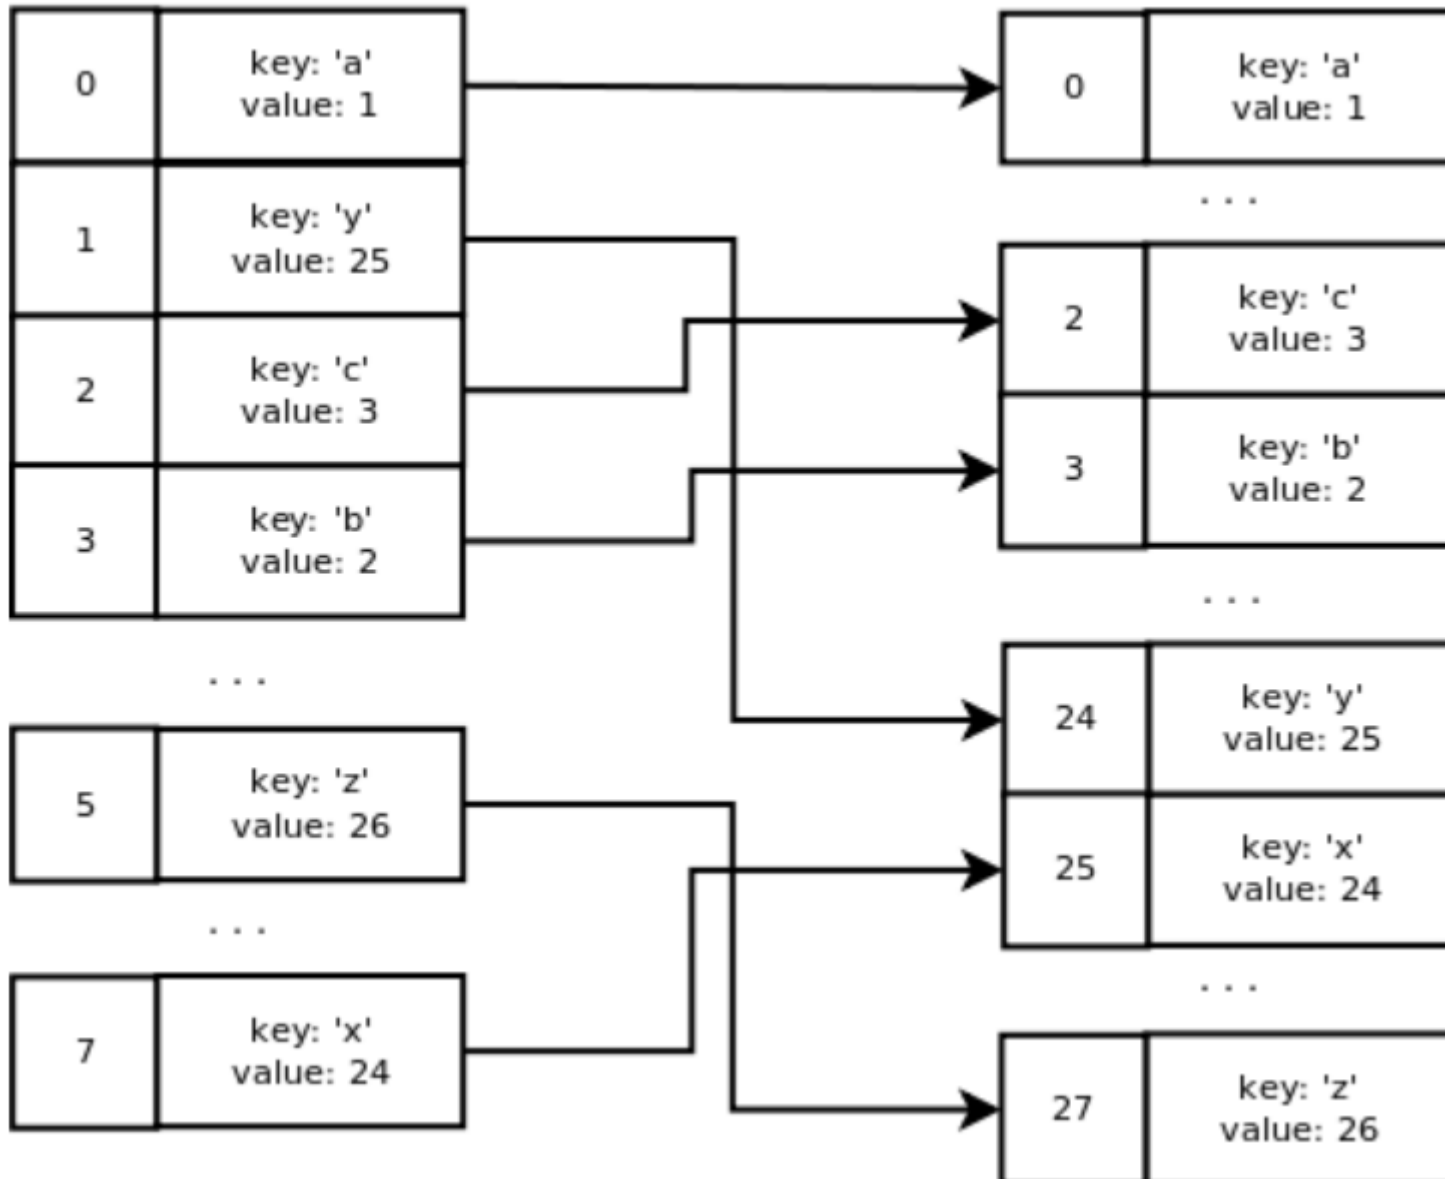 0
key: 'a'
value: 1
1
key: 'y'
value: 25
2
key: 'c'
value: 3
3
key: 'b'
value: 2
...
5
key: 'z'
value: 26
...
7
key: 'x'
value: 24
0
key: 'a'
value: 1
...
2
key: 'c'
value: 3
3
key: 'b'
value: 2
...
24
key: 'y'
value: 25
25
key: 'x'
value: 24
...
27
key: 'z'
value: 26